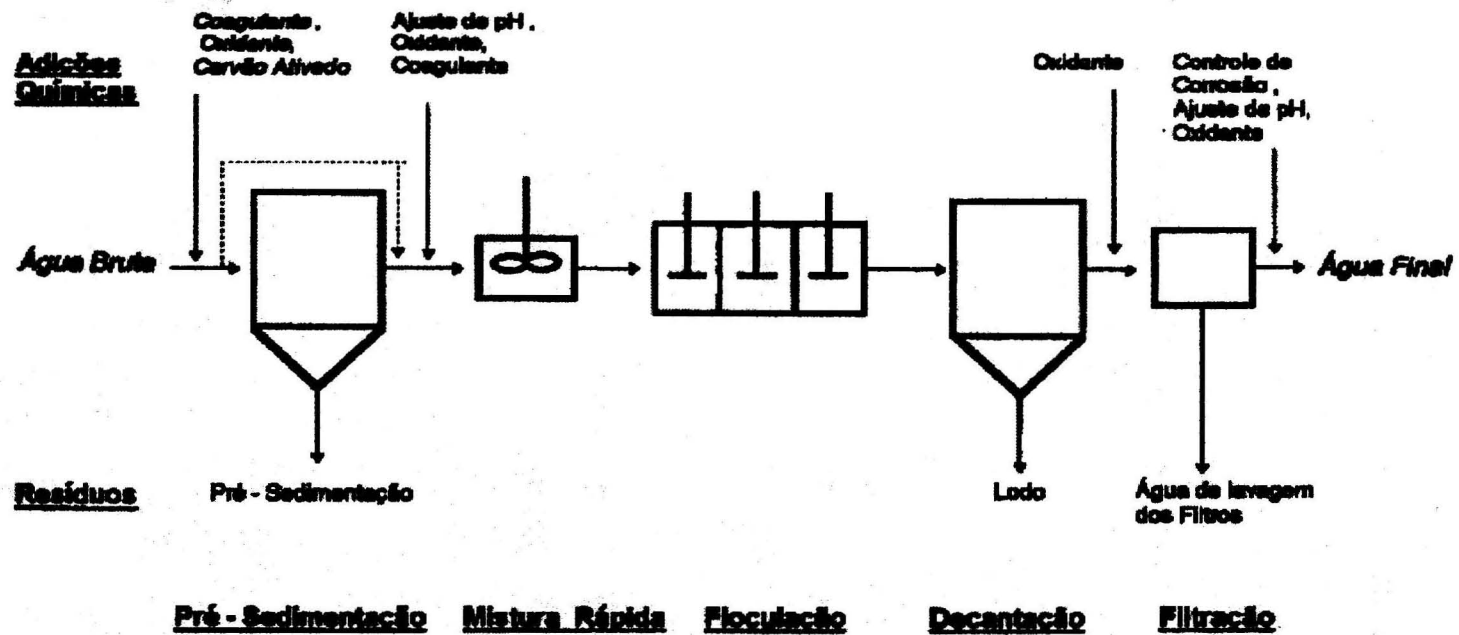 Coagulante,
Oxidante,
Carvão Ativado
Ajuste de pH,
Oxidante,
Coagulante
Adições
Químicas
Oxidante
Controle de
Corrosão,
Ajuste de pH,
Oxidante
Água Bruta
Água Final
Resíduos
Pré - Sedimentação
Lodo
Água de lavagem
dos Filtros
Pré - Sedimentação
Mistura Rápida
Floculação
Decantação
Filtração